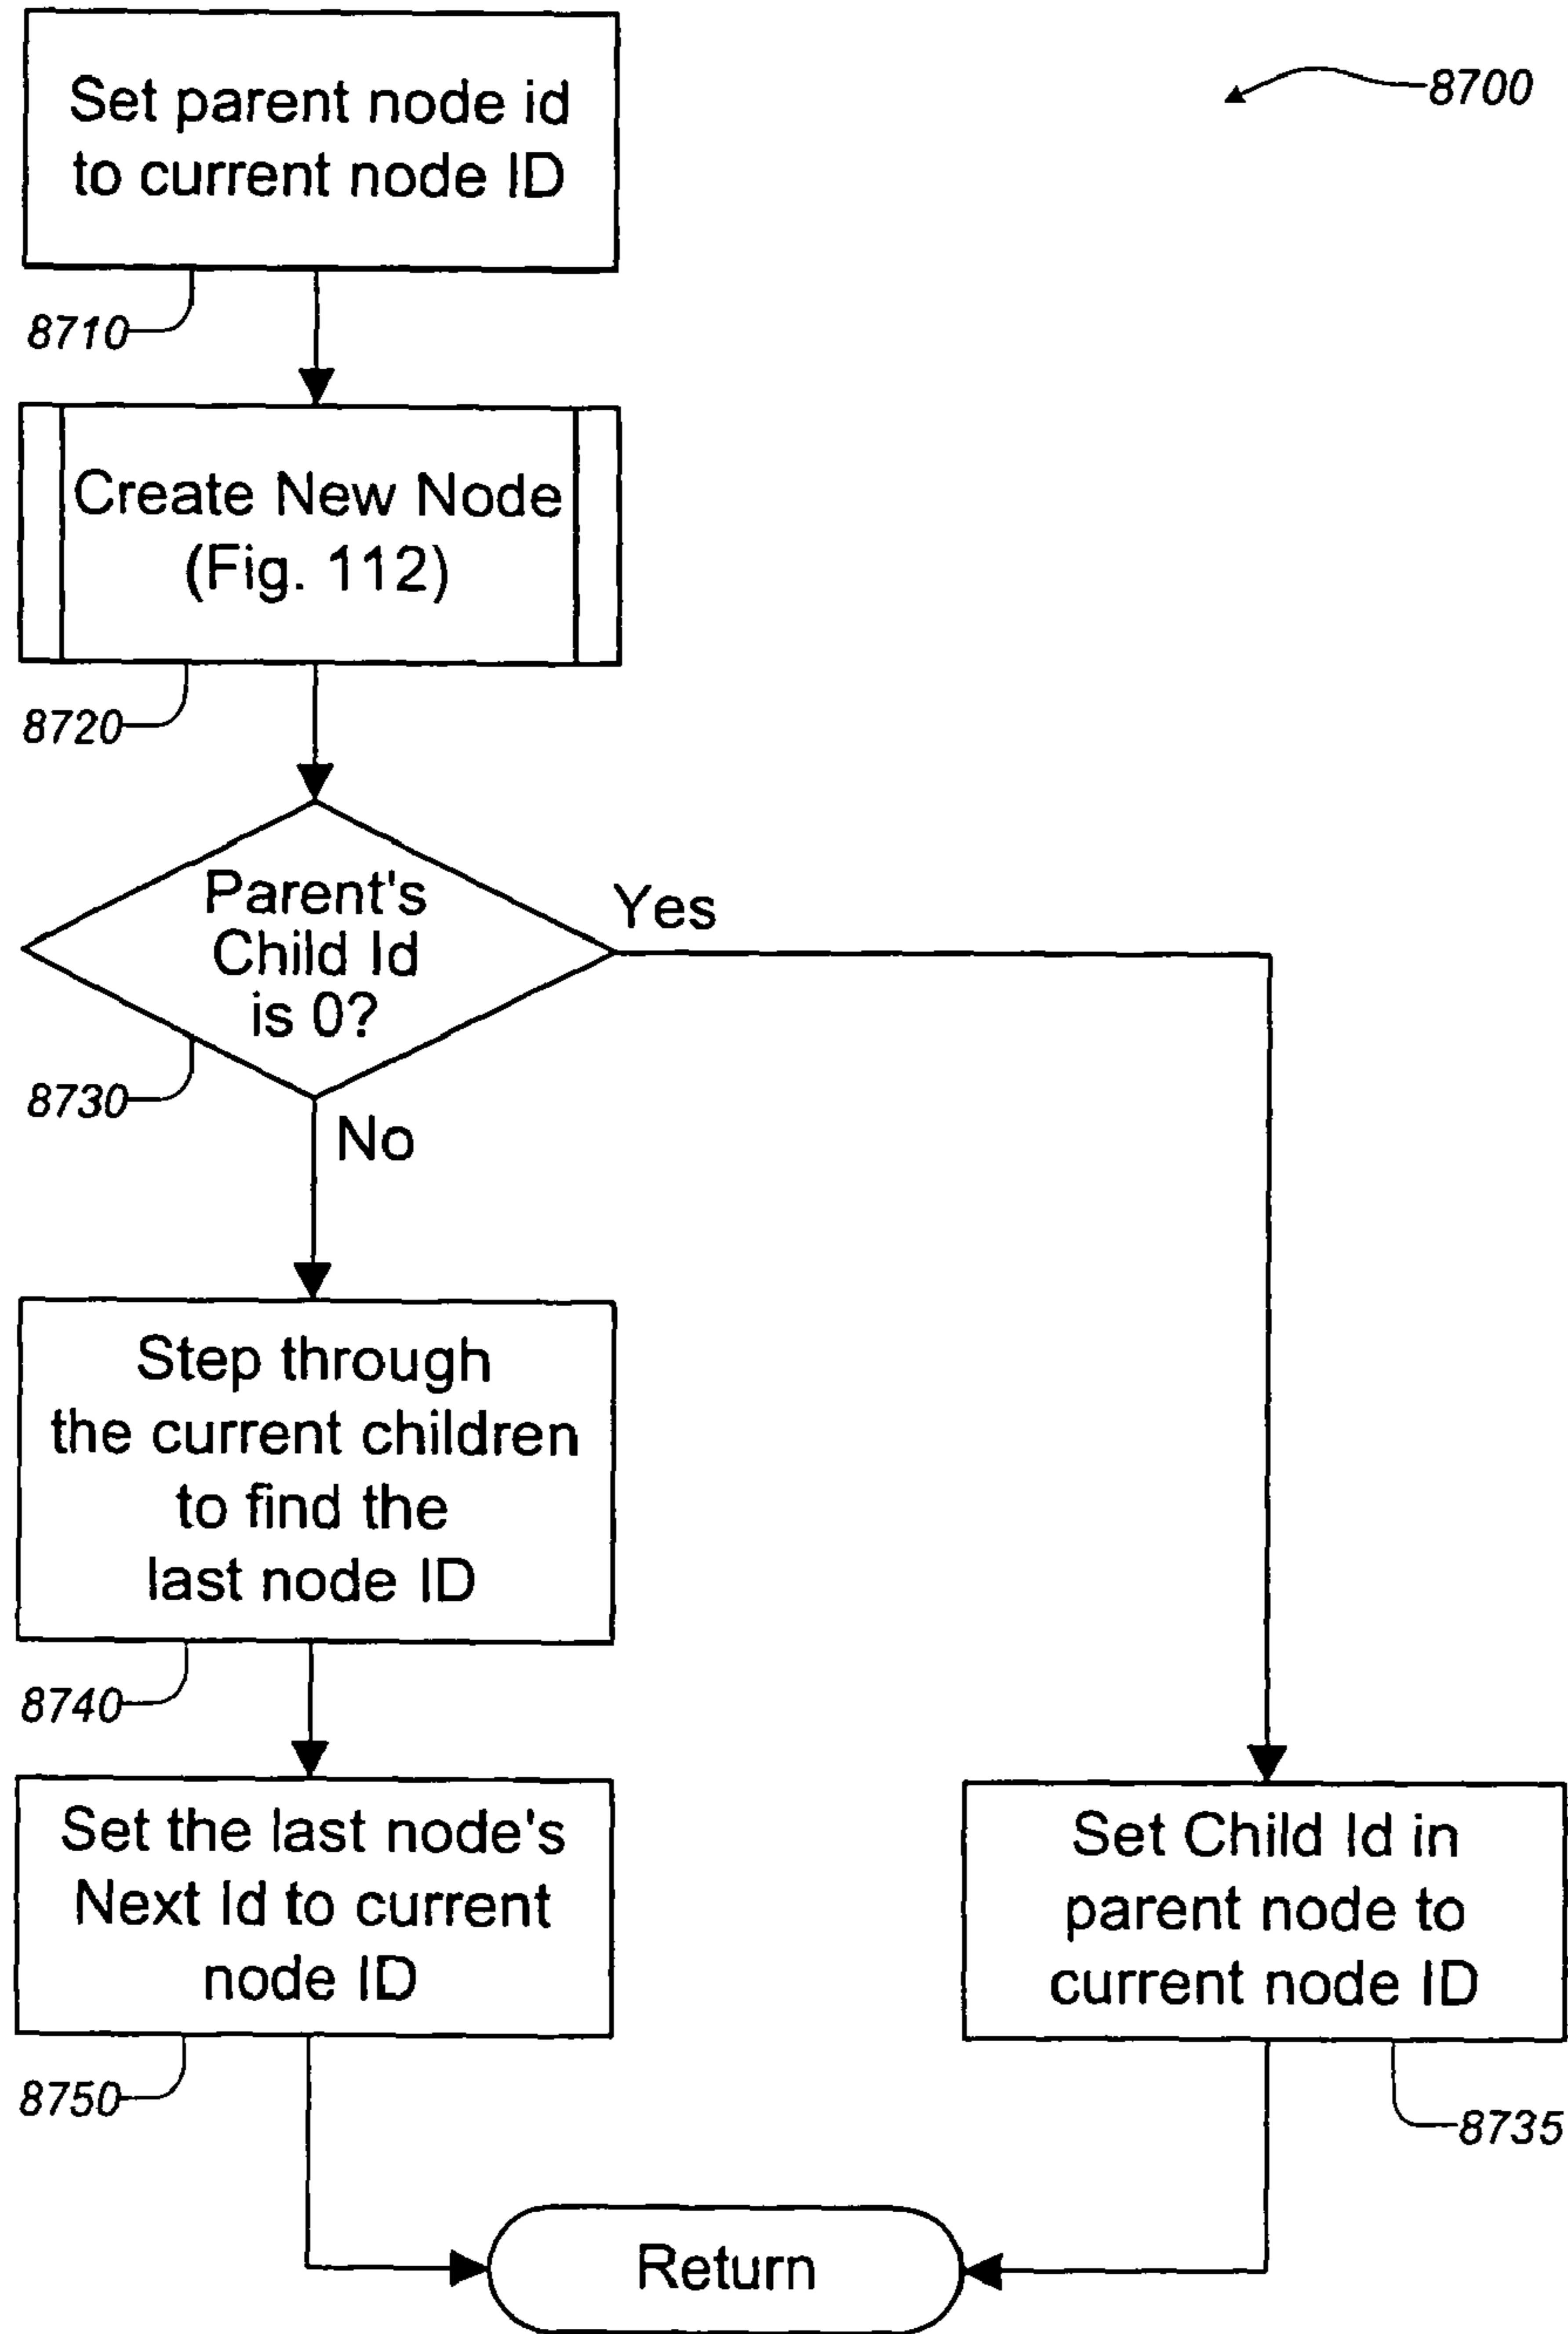 Set parent node id
to current node ID
8700
8710
Create New Node
(Fig. 112)
8720
Parent's
Child Id
is 0?
Yes
8730
No
Step through
the current children
to find the
last node ID
8740
Set the last node's
Next Id to current
node ID
8750
Set Child Id in
parent node to
current node ID
8735
Return